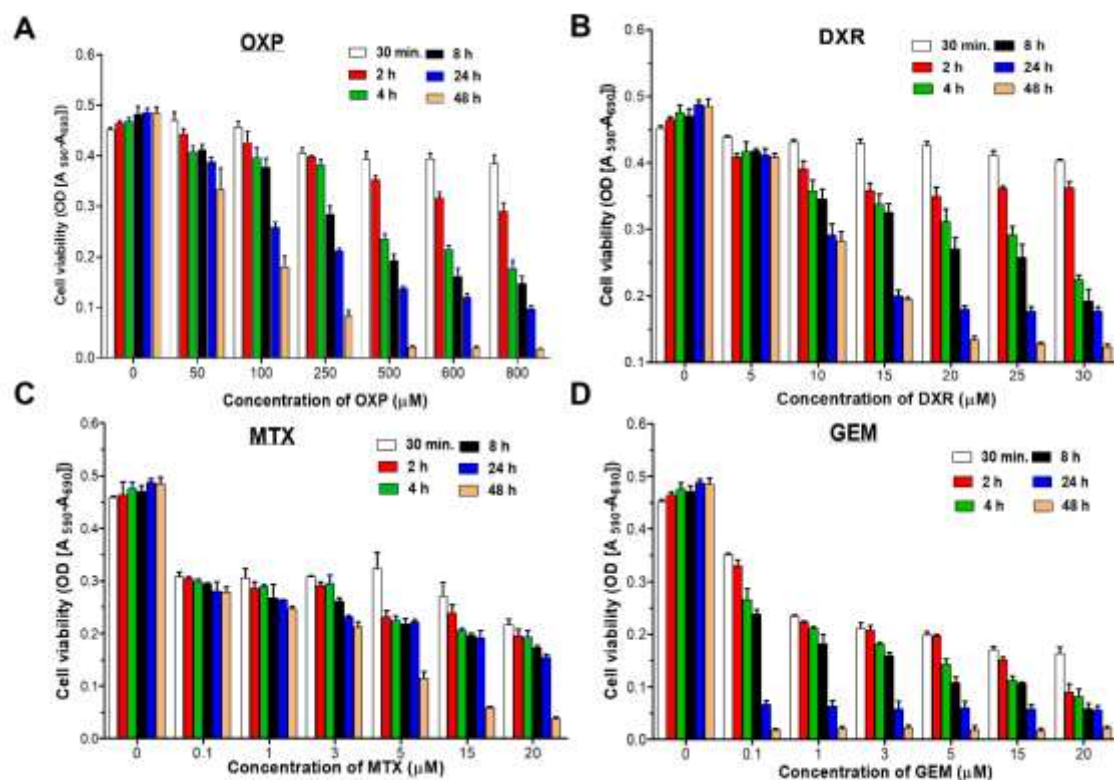 A
OXP
30 min.
8 h
2 h
24 h
4 h
48 h
Cell viability (OD [A 590-A690])
0.6
0.5
0.4
0.3
0.2
0.1
0.0
0 50 100 250 500 600 800
Concentration of OXP (μM)
B
DXR
30 min.
8 h
2 h
24 h
4 h
48 h
Cell viability (OD [A 590-A690])
0.6
0.5
0.4
0.3
0.2
0.1
0 5 10 15 20 25 30
Concentration of DXR (μM)
C
MTX
30 min.
8 h
2 h
24 h
4 h
48 h
Cell viability (OD [A 590-A690])
0.6
0.5
0.4
0.3
0.2
0.1
0.0
0 0.1 1 3 5 15 20
Concentration of MTX (μM)
D
GEM
30 min.
8 h
2 h
24 h
4 h
48 h
Cell viability (OD [A 590-A690])
0.6
0.5
0.4
0.3
0.2
0.1
0.0
0 0.1 1 3 5 15 20
Concentration of GEM (μM)